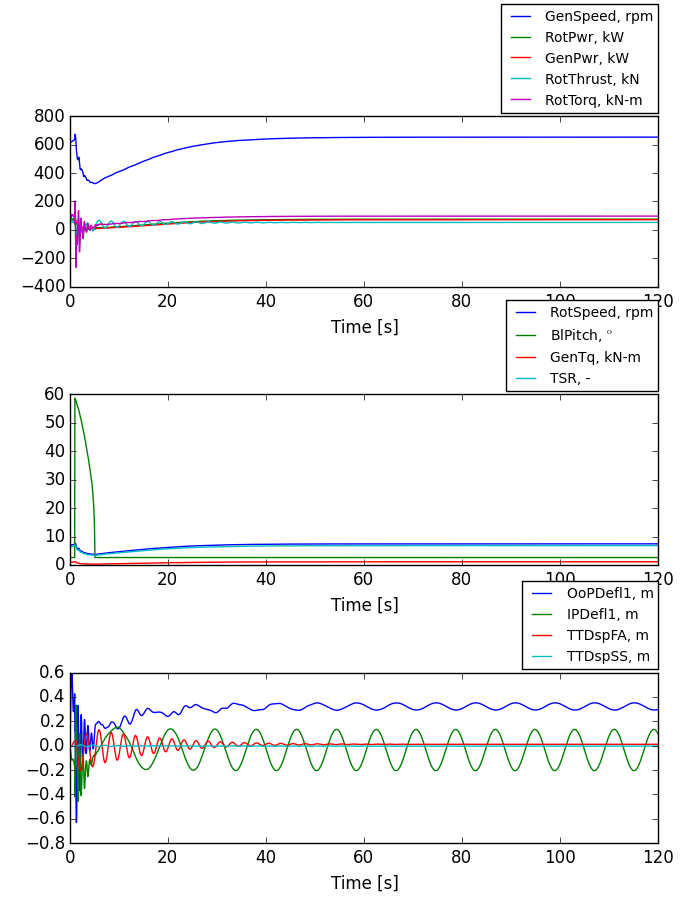 GenSpeed, rpm
RotPwr, kW
GenPwr, kW
RotThrust, kN
RotTorq, kN-m
800
600
400
200
0
−200
−400
0 20 40 60 80 100 120
Time [s]
RotSpeed, rpm
BlPitch, °
GenTq, kN-m
TSR, -
60
50
40
30
20
10
0
0 20 40 60 80 100 120
Time [s]
OoPDefl1, m
IPDefl1, m
TTDspFA, m
TTDspSS, m
0.6
0.4
0.2
0.0
−0.2
−0.4
−0.6
−0.8
0 20 40 60 80 100 120
Time [s]